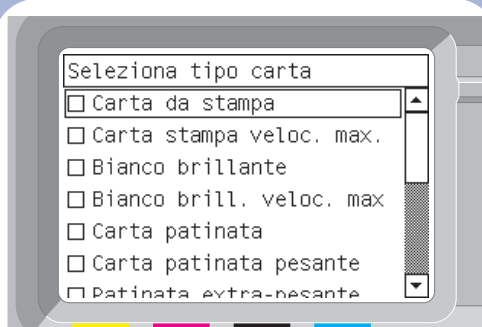 Seleziona tipo carta
Carta da stampa
Carta stampa veloc. max.
Bianco brillante
Bianco brill. veloc. max
Carta patinata
Carta patinata pesante
Patinata extra-pesante